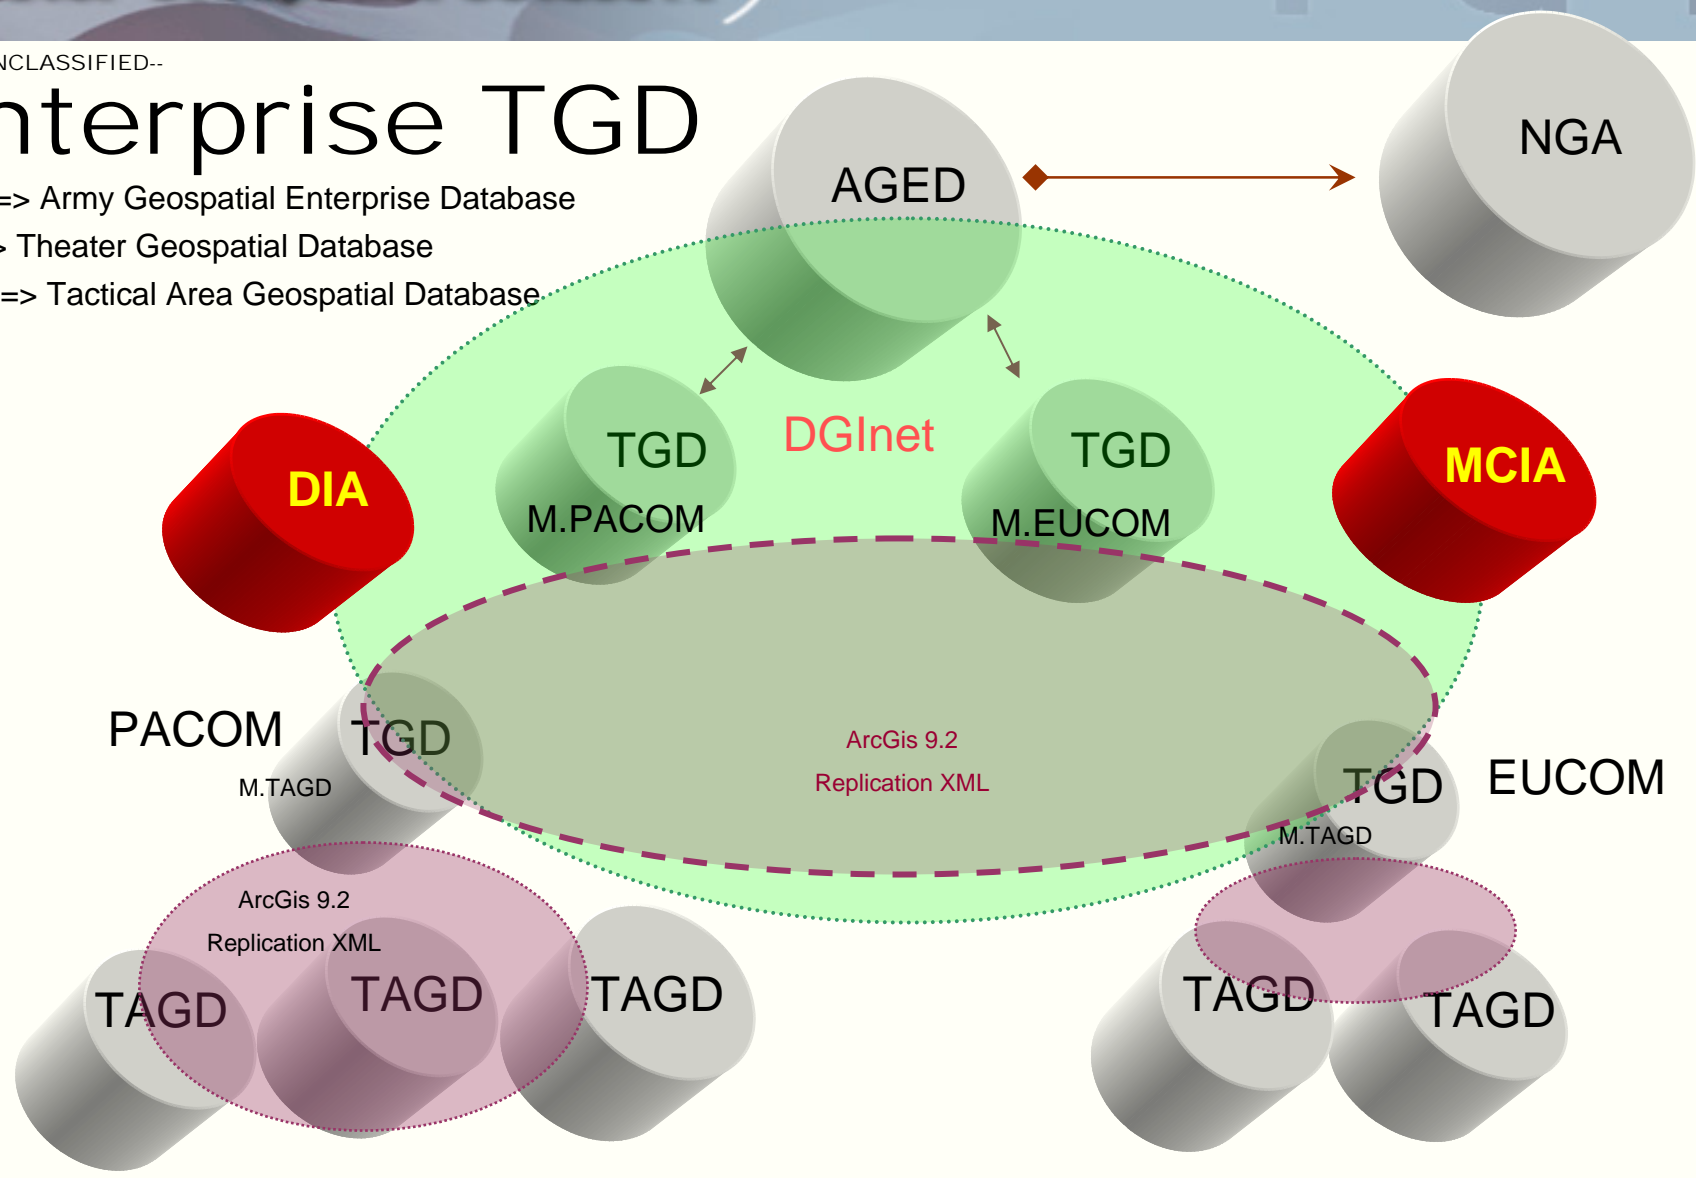 NCLASSIFIED--
nterprise TGD
=> Army Geospatial Enterprise Database
> Theater Geospatial Database
=> Tactical Area Geospatial Database
AGED
NGA
DGInet
TGD
M.PACOM
TGD
M.EUCOM
DIA
MCIA
PACOM
TGD
M.TAGD
ArcGis 9.2
Replication XML
TGD
EUCOM
M.TAGD
ArcGis 9.2
Replication XML
TAGD
TAGD
TAGD
TAGD
TAGD